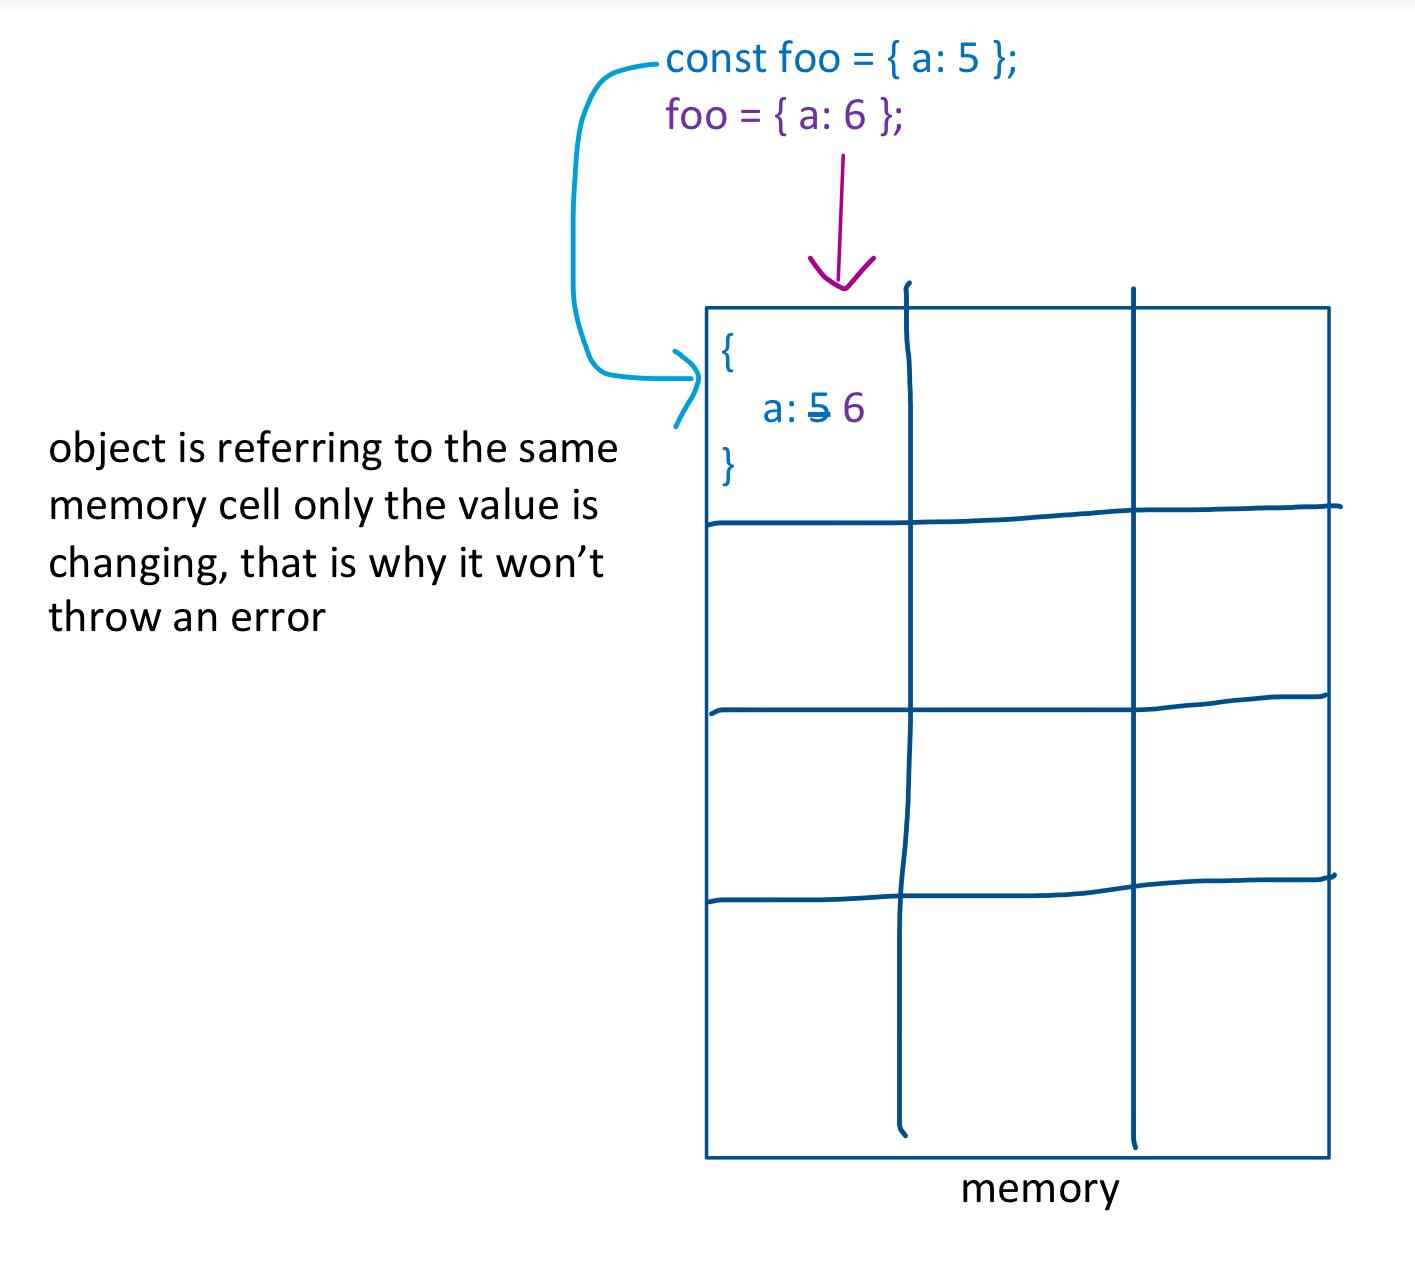 const foo = { a: 5 };
foo = { a: 6 };
{
a: 5 6
}
object is referring to the same
memory cell only the value is
changing, that is why it won’t
throw an error
memory